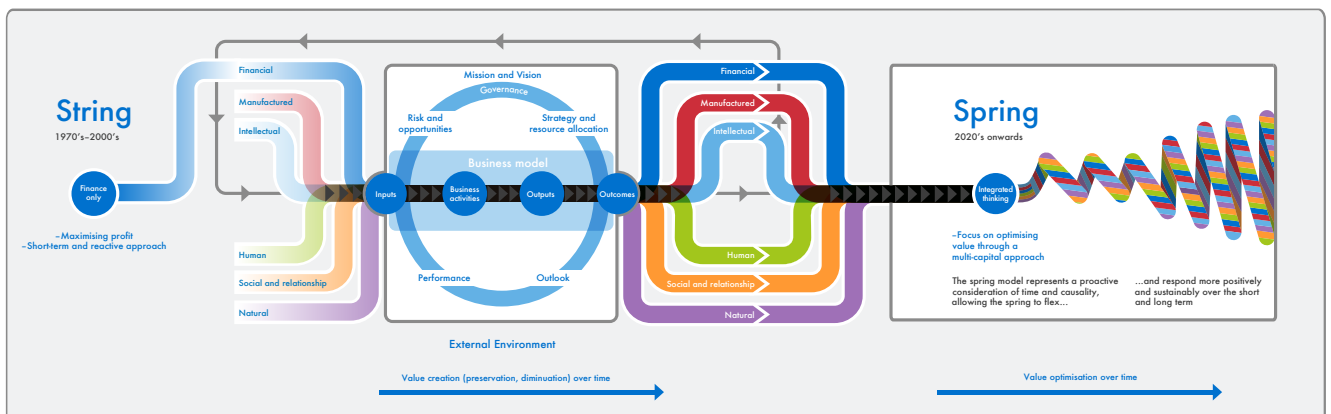 String
1970's–2000's
Finance
only
–Maximising profit
–Short-term and reactive approach
Financial
Manufactured
Intellectual
Human
Social and relationship
Natural
Mission and Vision
Governance
Risk and
opportunities
Strategy and
resource allocation
Business model
Inputs
Business
activities
Outputs
Outcomes
Performance
Outlook
External Environment
Value creation (preservation, diminuation) over time
Financial
Manufactured
Intellectual
Human
Social and relationship
Natural
Spring
2020's onwards
Integrated
thinking
–Focus on optimising
value through a
multi-capital approach
The spring model represents a proactive
consideration of time and causality,
allowing the spring to flex…
…and respond more positively
and sustainably over the short
and long term
Value optimisation over time